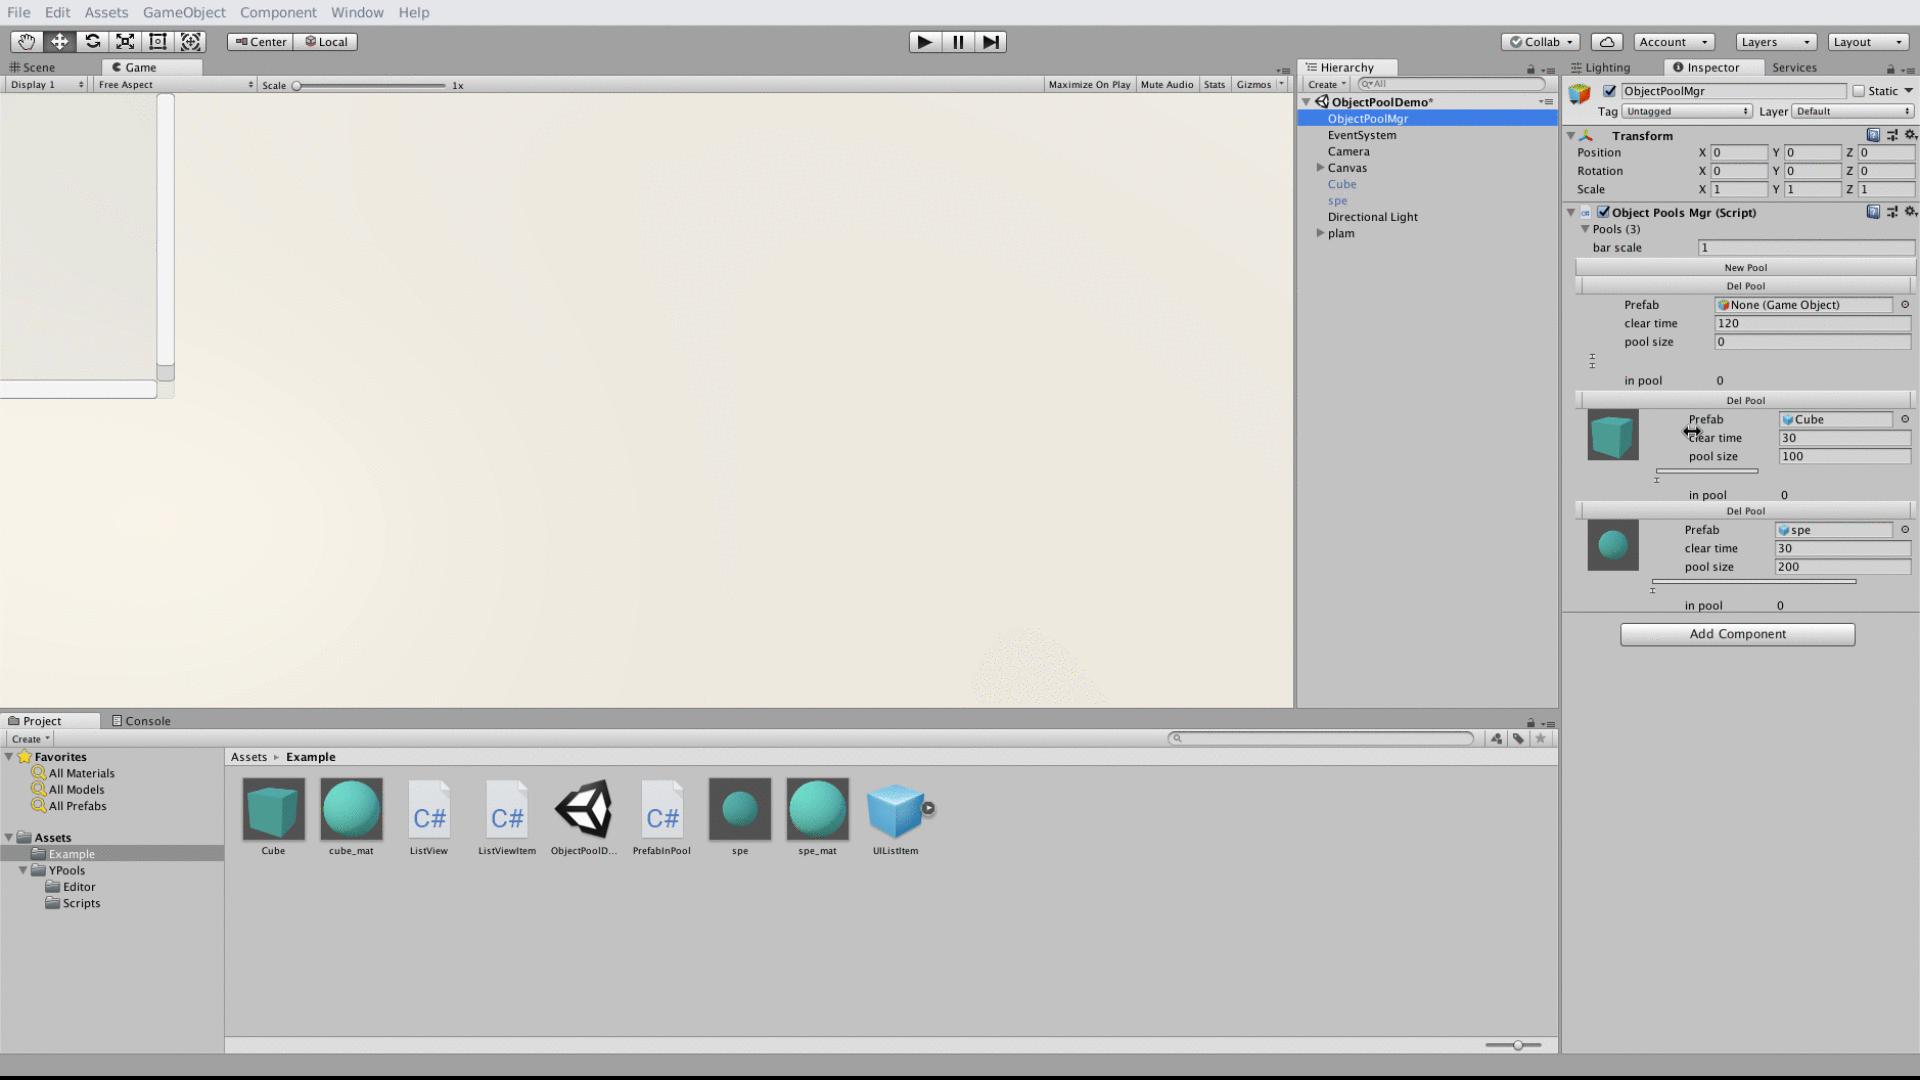 File Edit Assets GameObject Component Window Help
Center Local Collab Account Layers Layout
Scene Game
Display 1 Free Aspect Scale 1x Maximize On Play Mute Audio Stats Gizmos
Hierarchy
Create All
ObjectPoolDemo*
ObjectPoolMgr
EventSystem
Camera
Canvas
Cube
spe
Directional Light
plam
Lighting Inspector Services
ObjectPoolMgr Static
Tag Untagged Layer Default
Transform
Position X 0 Y 0 Z 0
Rotation X 0 Y 0 Z 0
Scale X 1 Y 1 Z 1
Object Pools Mgr (Script)
Pools (3)
bar scale 1
New Pool
Del Pool
Prefab None (Game Object)
clear time 120
pool size 0
in pool 0
Del Pool
Prefab Cube
clear time 30
pool size 100
in pool 0
Del Pool
Prefab spe
clear time 30
pool size 200
in pool 0
Add Component
Project Console
Create
Favorites
All Materials
All Models
All Prefabs
Assets
Example
YPools
Editor
Scripts
Assets Example
C# C# C#
Cube cube_mat ListView ListViewItem ObjectPoolD... PrefabInPool spe spe_mat UIListItem